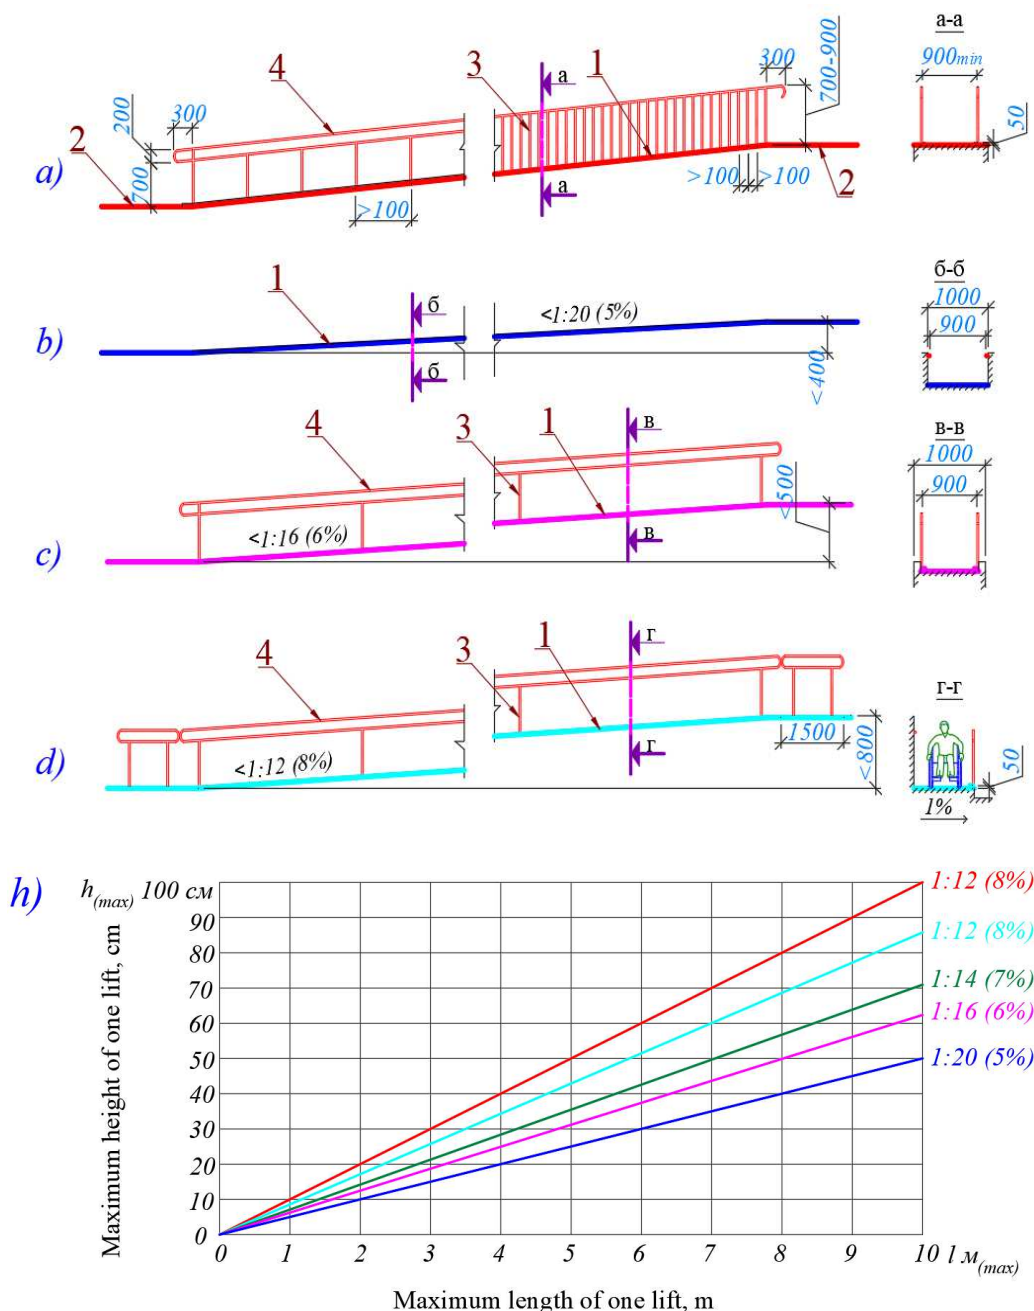 а-а
4
3
а
1
300
700-900
900min
200
300
50
2
a)
700
>100
а
>100
>100
2
б-б
1
б
<1:20 (5%)
1000
900
b)
б
<400
4
3
1
в
в-в
1000
<500
900
<1:16 (6%)
в
c)
4
3
1
г
г-г
1500
<800
d)
<1:12 (8%)
г
50
1%
h)
h(max) 100 см
1:12 (8%)
90
1:12 (8%)
80
1:14 (7%)
70
1:16 (6%)
60
50
1:20 (5%)
40
30
20
10
0
Maximum height of one lift, cm
0 1 2 3 4 5 6 7 8 9 10 l м(max)
Maximum length of one lift, m